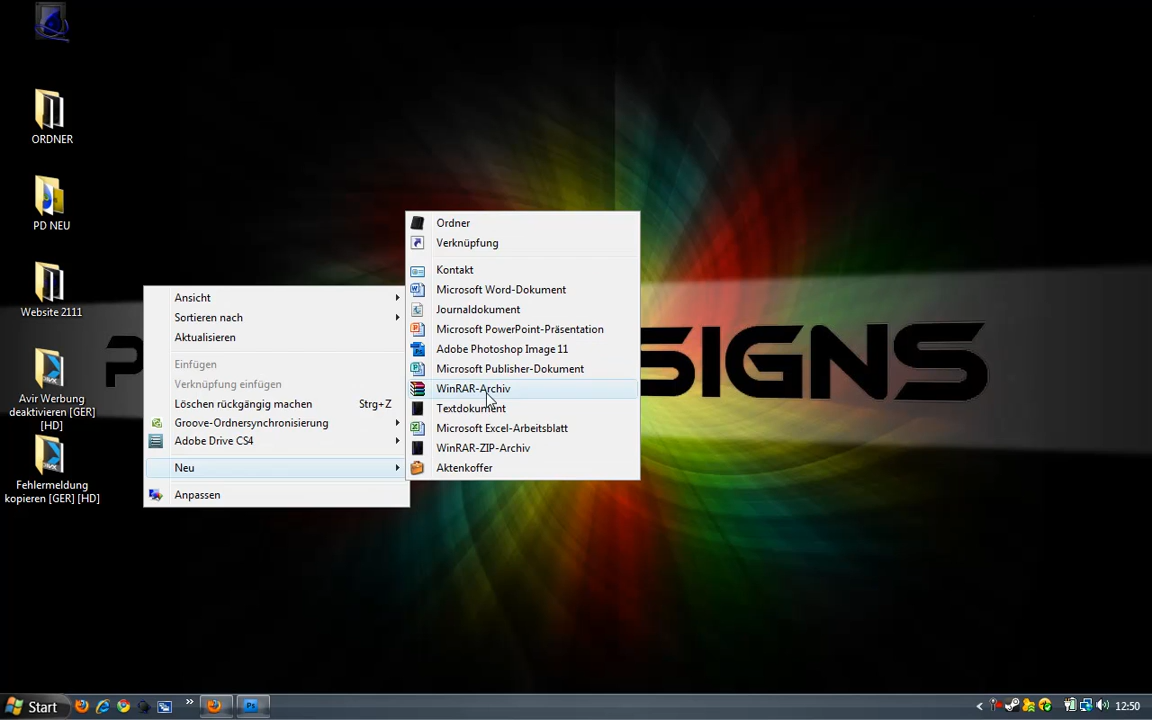 ORDNER
PD NEU
Website 2111
Avir Werbung
deaktivieren [GER]
[HD]
Fehlermeldung
kopieren [GER] [HD]
Ansicht
Sortieren nach
Aktualisieren
Einfügen
Verknüpfung einfügen
Löschen rückgängig machen Strg+Z
Groove-Ordnersynchronisierung
Adobe Drive CS4
Neu
Anpassen
Ordner
Verknüpfung
Kontakt
Microsoft Word-Dokument
Journaldokument
Microsoft PowerPoint-Präsentation
Adobe Photoshop Image 11
Microsoft Publisher-Dokument
WinRAR-Archiv
Textdokument
Microsoft Excel-Arbeitsblatt
WinRAR-ZIP-Archiv
Aktenkoffer
Start
Ps
12:50